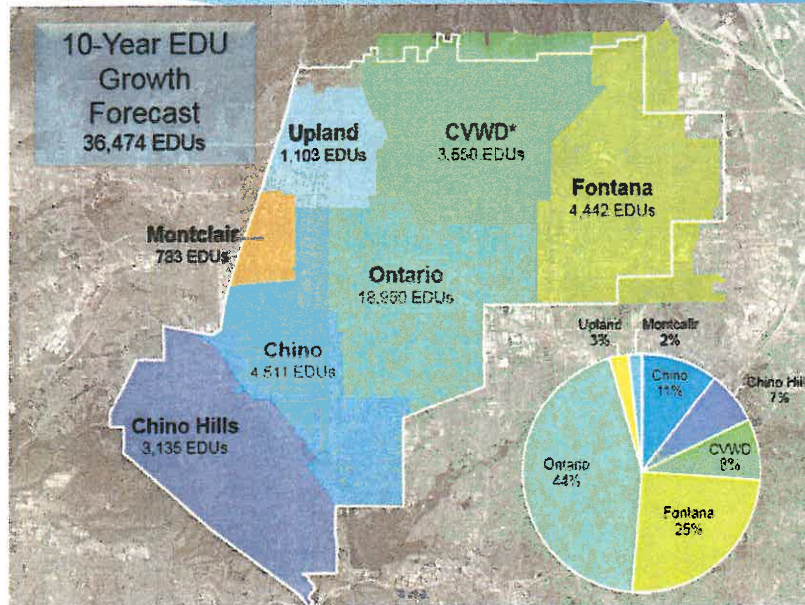 10-Year EDU
Growth
Forecast
36,474 EDUs
Upland
1,103 EDUs
CVWD*
3,550 EDUs
Fontana
4,442 EDUs
Montclair
783 EDUs
Ontario
18,950 EDUs
Chino
4,511 EDUs
Chino Hills
3,135 EDUs
Upland
3%
Montcalir
2%
Chino
11%
Chino Hill
7%
CVWD
8%
Fontana
25%
Ontario
44%